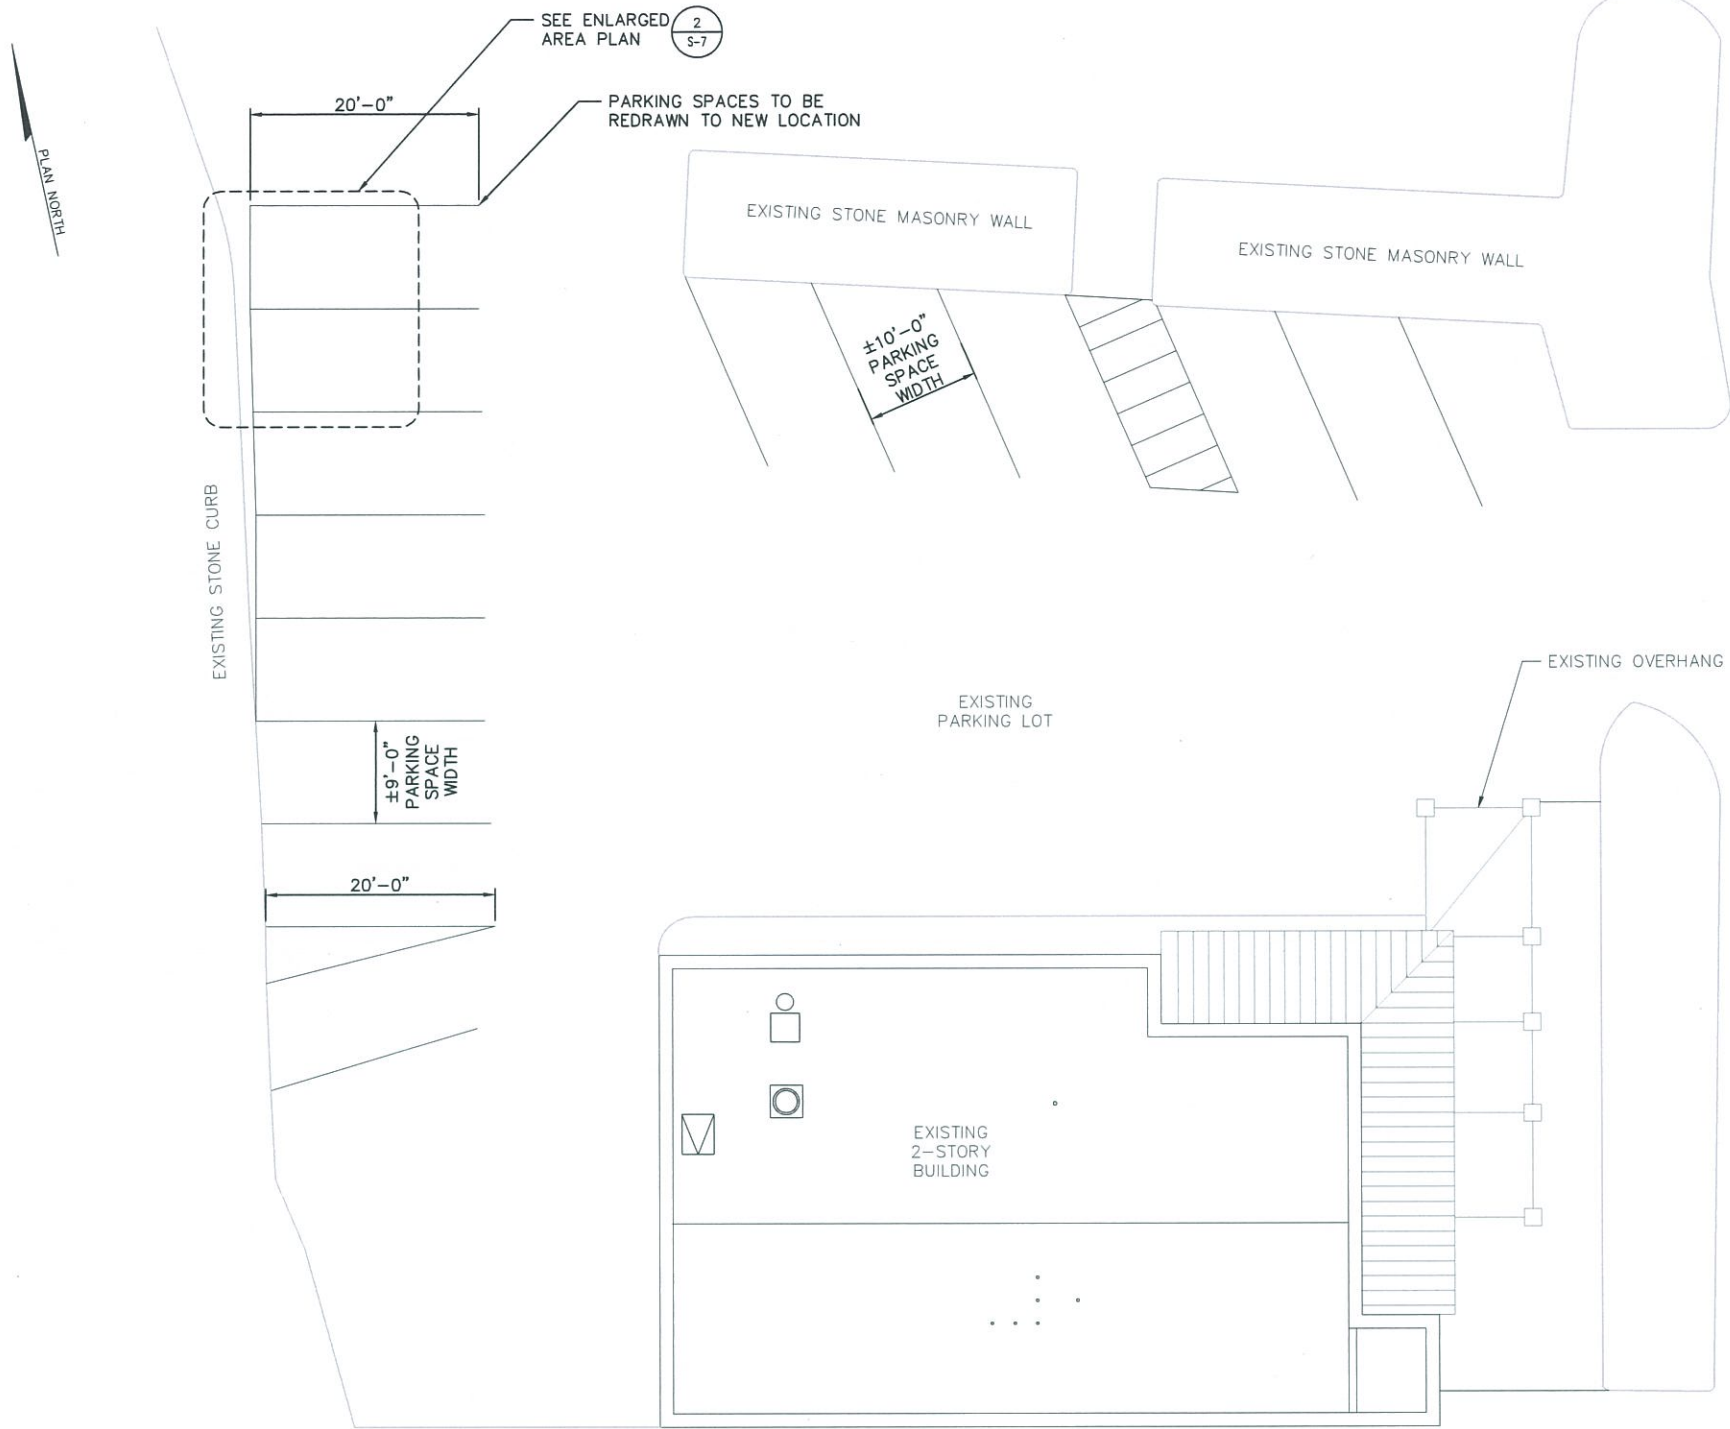 SEE ENLARGED
AREA PLAN
2
S-7
20'-0"
PARKING SPACES TO BE
REDRAWN TO NEW LOCATION
PLAN NORTH
EXISTING STONE MASONRY WALL
EXISTING STONE MASONRY WALL
±10'-0"
PARKING
SPACE
WIDTH
EXISTING STONE CURB
EXISTING OVERHANG
EXISTING
PARKING LOT
±9'-0"
PARKING
SPACE
WIDTH
20'-0"
EXISTING
2-STORY
BUILDING